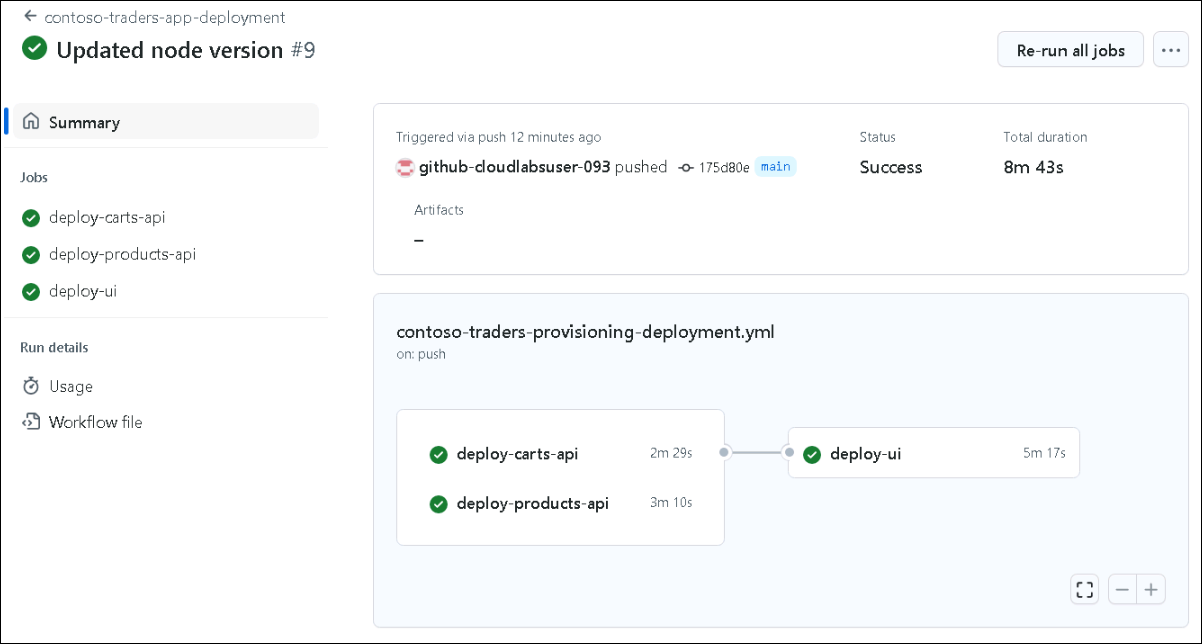 contoso-traders-app-deployment
Updated node version #9
Re-run all jobs
Summary
Jobs
deploy-carts-api
deploy-products-api
deploy-ui
Run details
Usage
Workflow file
Triggered via push 12 minutes ago
github-cloudlabsuser-093 pushed 175d80e main
Status
Success
Total duration
8m 43s
Artifacts
–
contoso-traders-provisioning-deployment.yml
on: push
deploy-carts-api 2m 29s
deploy-products-api 3m 10s
deploy-ui 5m 17s